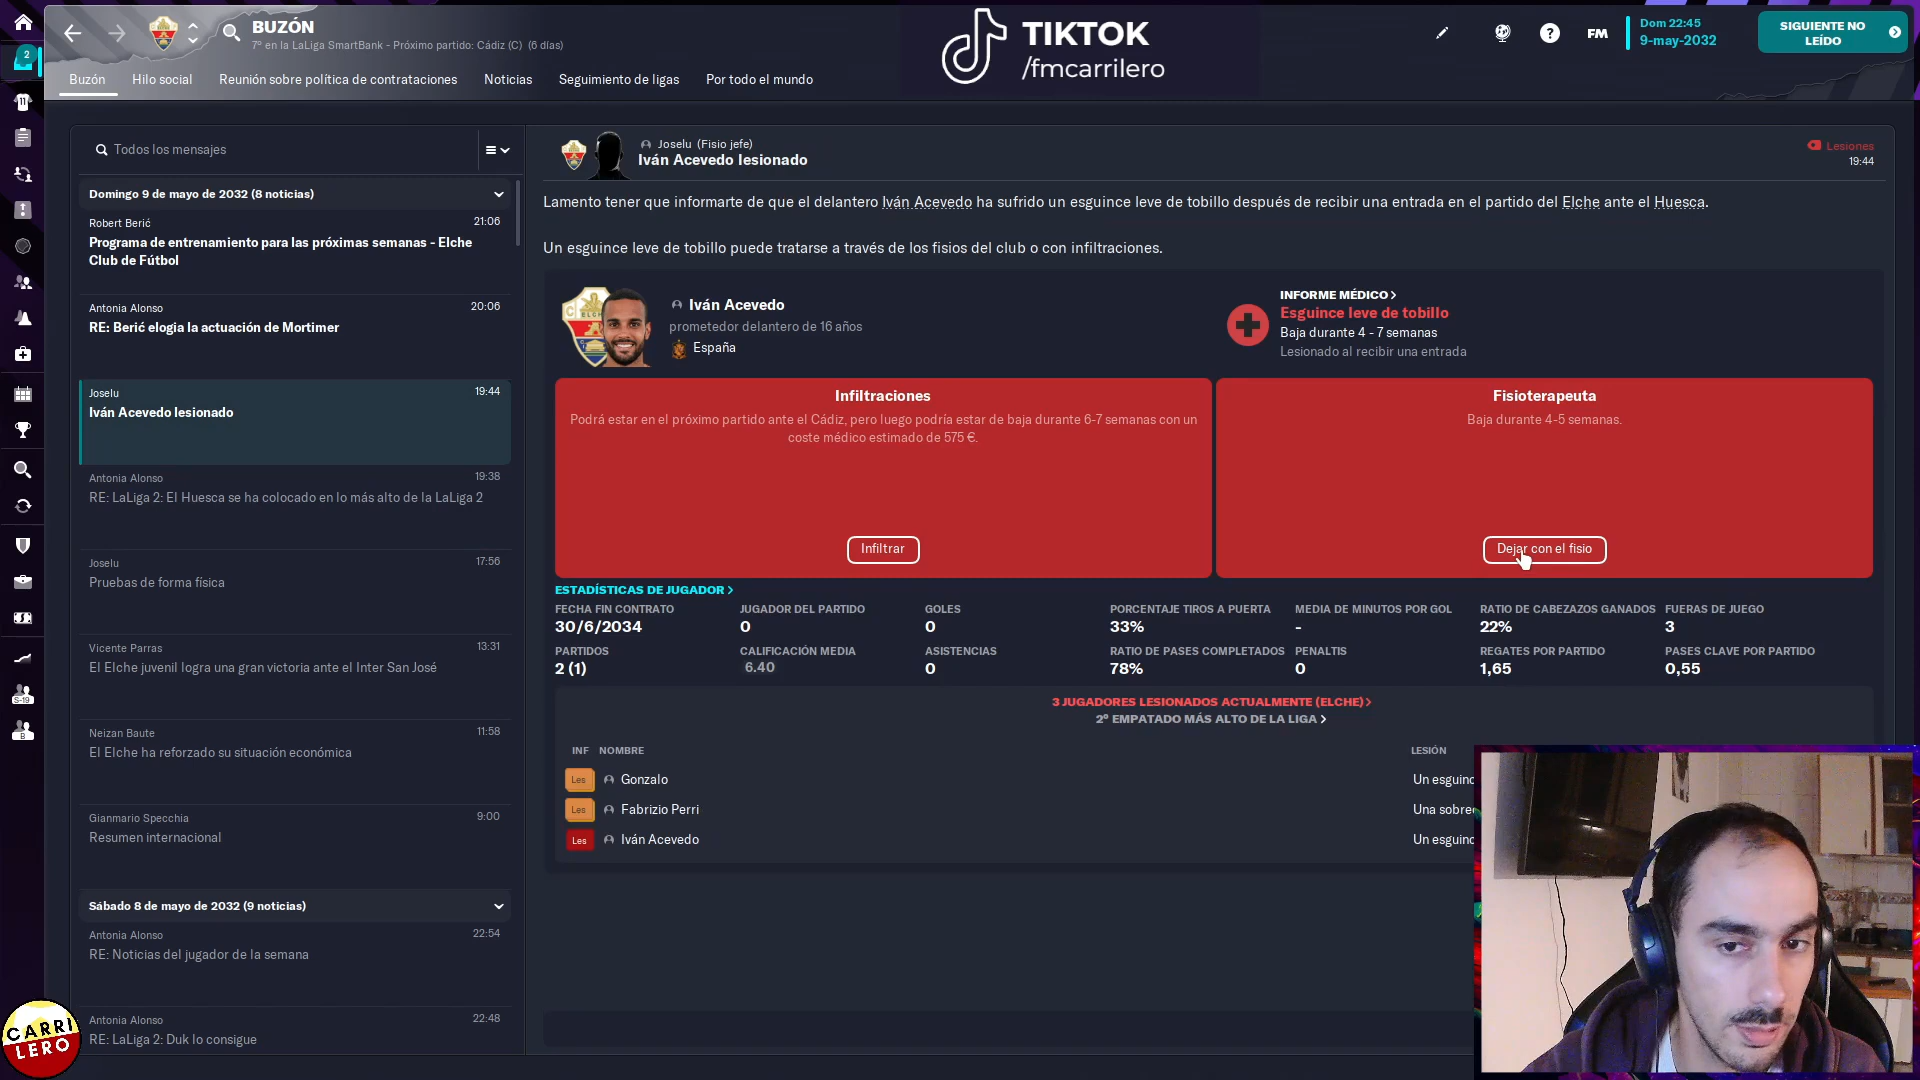 BUZÓN
7º en la LaLiga SmartBank - Próximo partido: Cádiz (C) (6 días)
TIKTOK
/fmcarrilero
?
FM
Dom 22:45
9-may-2032
SIGUIENTE NO
LEÍDO
2
Buzón
Hilo social
Reunión sobre política de contrataciones
Noticias
Seguimiento de ligas
Por todo el mundo
Todos los mensajes
Domingo 9 de mayo de 2032 (8 noticias)
Robert Berić
21:06
Programa de entrenamiento para las próximas semanas - Elche
Club de Fútbol
Antonia Alonso
20:06
RE: Berić elogia la actuación de Mortimer
Joselu
19:44
Iván Acevedo lesionado
Antonia Alonso
19:38
RE: LaLiga 2: El Huesca se ha colocado en lo más alto de la LaLiga 2
Joselu
17:56
Pruebas de forma física
Vicente Parras
13:31
El Elche juvenil logra una gran victoria ante el Inter San José
Neizan Baute
11:58
El Elche ha reforzado su situación económica
Gianmario Specchia
9:00
Resumen internacional
Sábado 8 de mayo de 2032 (9 noticias)
Antonia Alonso
22:54
RE: Noticias del jugador de la semana
Antonia Alonso
22:48
RE: LaLiga 2: Duk lo consigue
S-19
B
CARRI
LERO
Joselu (Fisio jefe)
Iván Acevedo lesionado
Lesiones
19:44
Lamento tener que informarte de que el delantero Iván Acevedo ha sufrido un esguince leve de tobillo después de recibir una entrada en el partido del Elche ante el Huesca.
Un esguince leve de tobillo puede tratarse a través de los fisios del club o con infiltraciones.
Iván Acevedo
prometedor delantero de 16 años
España
INFORME MÉDICO >
Esguince leve de tobillo
Baja durante 4 - 7 semanas
Lesionado al recibir una entrada
Infiltraciones
Podrá estar en el próximo partido ante el Cádiz, pero luego podría estar de baja durante 6-7 semanas con un
coste médico estimado de 575 €.
Infiltrar
Fisioterapeuta
Baja durante 4-5 semanas.
Dejar con el fisio
ESTADÍSTICAS DE JUGADOR >
FECHA FIN CONTRATO
30/6/2034
JUGADOR DEL PARTIDO
0
GOLES
0
PORCENTAJE TIROS A PUERTA
33%
MEDIA DE MINUTOS POR GOL
-
RATIO DE CABEZAZOS GANADOS
22%
FUERAS DE JUEGO
3
PARTIDOS
2 (1)
CALIFICACIÓN MEDIA
6.40
ASISTENCIAS
0
RATIO DE PASES COMPLETADOS
78%
PENALTIS
0
REGATES POR PARTIDO
1,65
PASES CLAVE POR PARTIDO
0,55
3 JUGADORES LESIONADOS ACTUALMENTE (ELCHE) >
2º EMPATADO MÁS ALTO DE LA LIGA >
INF NOMBRE
LESIÓN
Les Gonzalo
Un esguinc
Les Fabrizio Perri
Una sobre
Les Iván Acevedo
Un esguinc